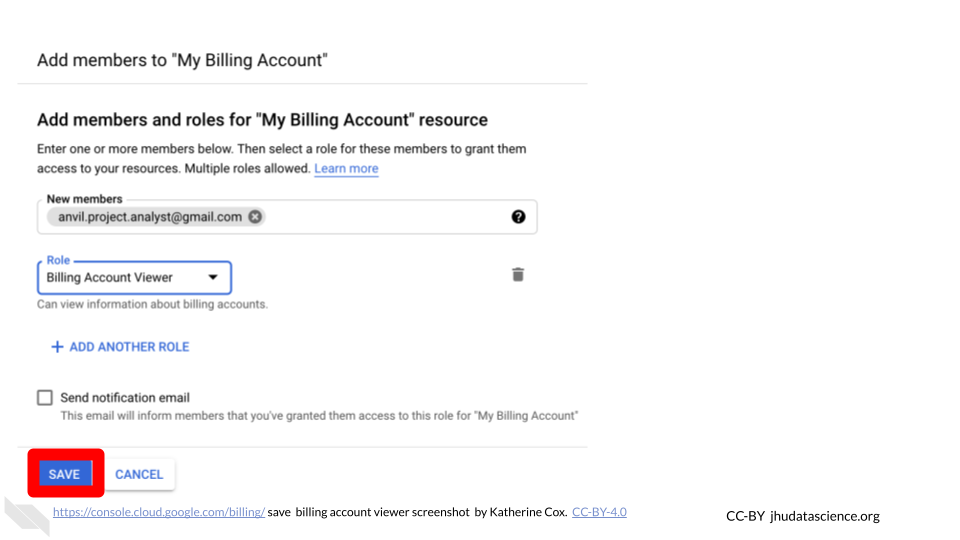 Add members to "My Billing Account"
Add members and roles for "My Billing Account" resource
Enter one or more members below. Then select a role for these members to grant them
access to your resources. Multiple roles allowed. Learn more
New members
anvil.project.analyst@gmail.com
Role
Billing Account Viewer
Can view information about billing accounts.
ADD ANOTHER ROLE
Send notification email
This email will inform members that you've granted them access to this role for "My Billing Account"
SAVE CANCEL
https://console.cloud.google.com/billing/ save billing account viewer screenshot by Katherine Cox. CC-BY-4.0
CC-BY jhudatascience.org